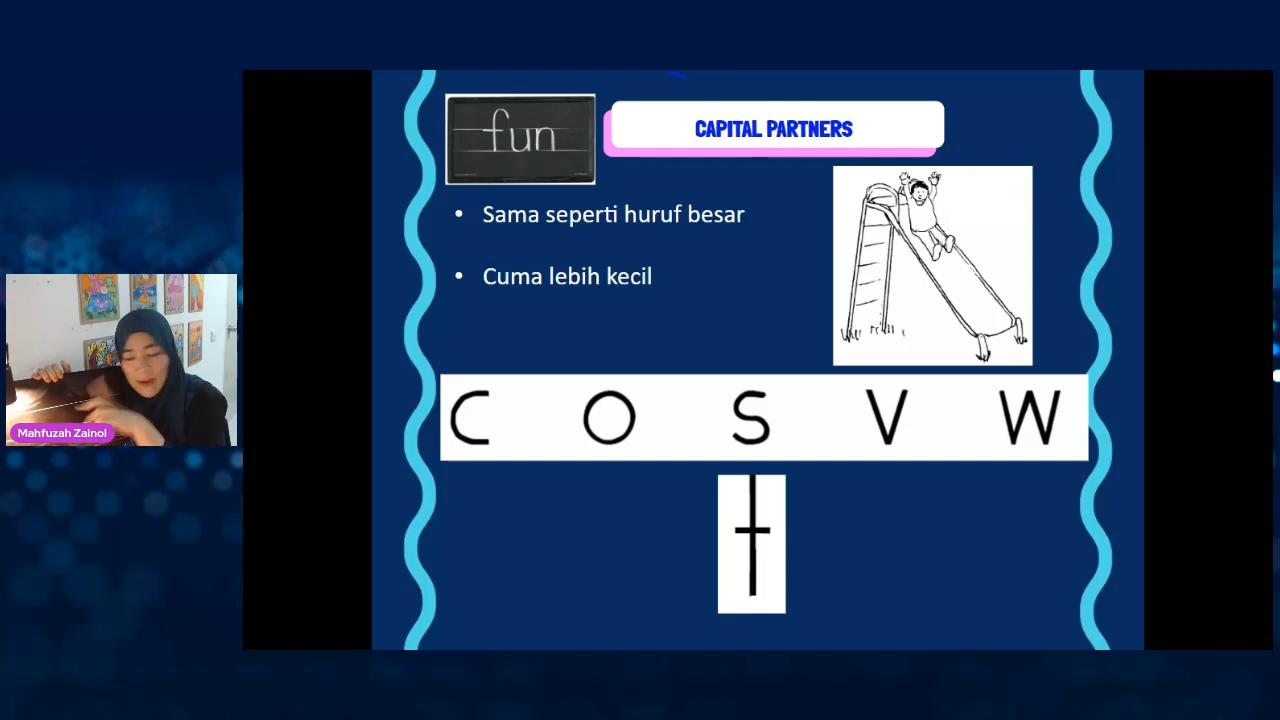 fun
CAPITAL PARTNERS
• Sama seperti huruf besar
• Cuma lebih kecil
C O S V W
t
Mahfuzah Zainol